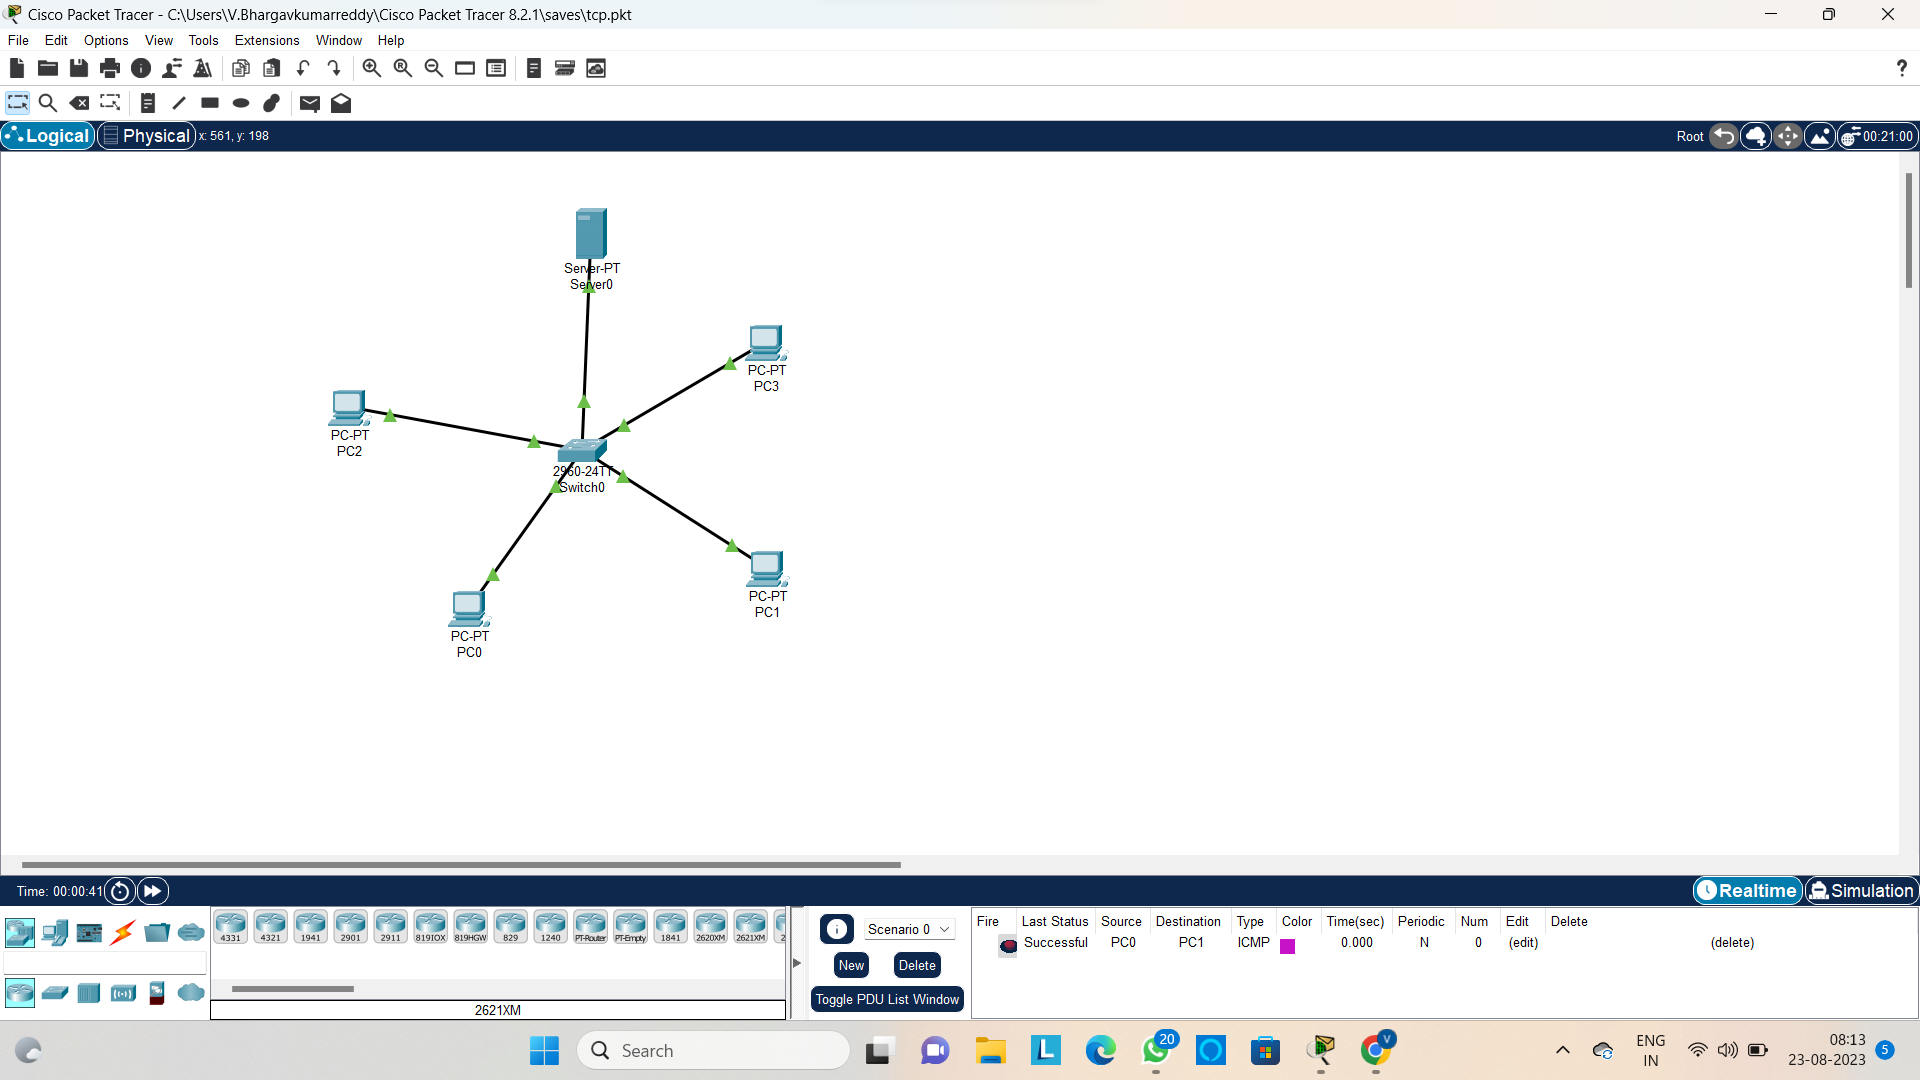 Cisco Packet Tracer - C:\Users\V.Bhargavkumarreddy\Cisco Packet Tracer 8.2.1\saves\tcp.pkt
File Edit Options View Tools Extensions Window Help
?
Logical Physical x: 561, y: 198 Root 00:21:00
Server-PT
Server0
PC-PT
PC3
PC-PT
PC2
2960-24TT
Switch0
PC-PT
PC1
PC-PT
PC0
Time: 00:00:41 Realtime Simulation
4331 4321 1941 2901 2911 819IOX 819HGW 829 1240 PT-Router PT-Empty 1841 2620XM 2621XM 2
2621XM
Scenario 0
New Delete
Toggle PDU List Window
Fire Last Status Source Destination Type Color Time(sec) Periodic Num Edit Delete
Successful PC0 PC1 ICMP 0.000 N 0 (edit) (delete)
Search
L
20
V
ENG
IN
08:13
23-08-2023
5